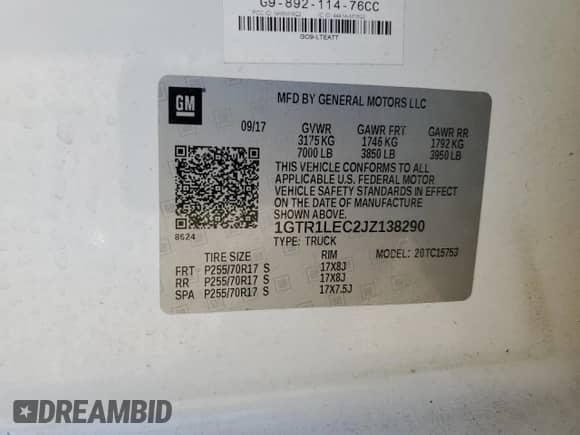 G9-892-114-76CC
GO9-LTEATT
GM
MFD BY GENERAL MOTORS LLC
09/17 GVWR GAWR FRT GAWR RR
3175 KG 1746 KG 1792 KG
7000 LB 3850 LB 3950 LB
THIS VEHICLE CONFORMS TO ALL
APPLICABLE U.S. FEDERAL MOTOR
VEHICLE SAFETY STANDARDS IN EFFECT
ON THE DATE OF MANUFACTURE
SHOWN ABOVE.
1GTR1LEC2JZ138290
8624 TYPE: TRUCK MODEL: 20TC15753
TIRE SIZE RIM
FRT P255/70R17 S 17X8J
RR P255/70R17 S 17X8J
SPA P255/70R17 S 17X7.5J
DREAMBID